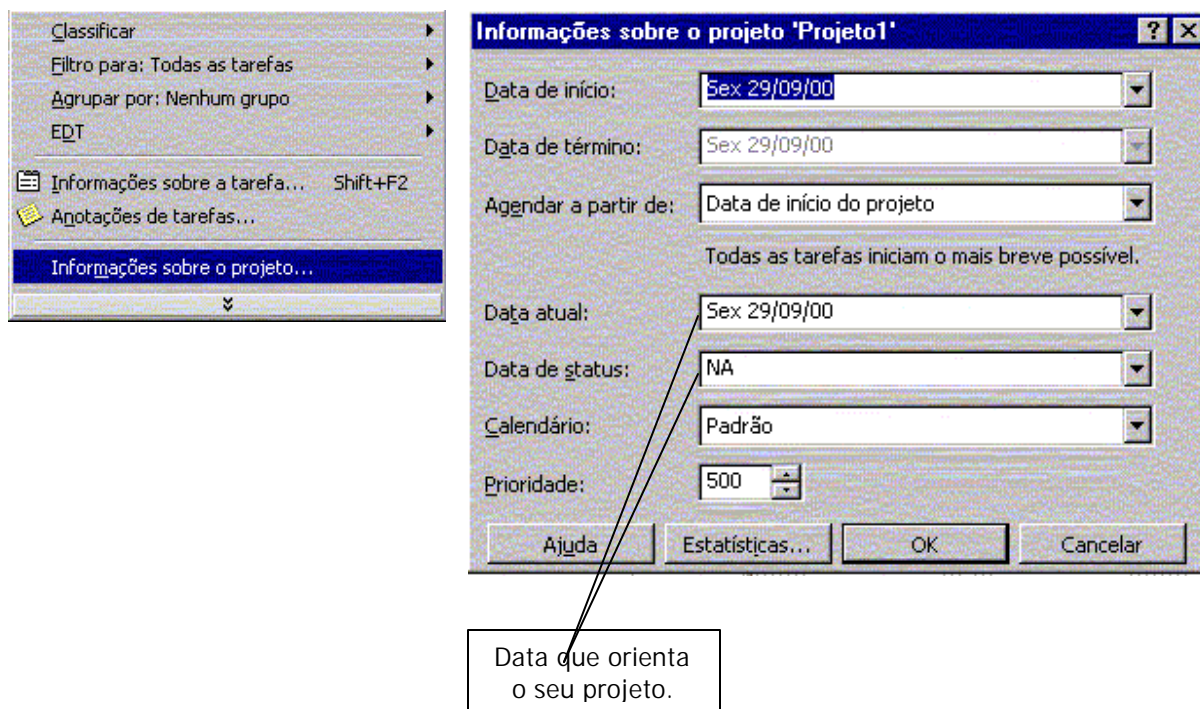 Classificar
Filtro para: Todas as tarefas
Agrupar por: Nenhum grupo
EDT
Informações sobre a tarefa... Shift+F2
Anotações de tarefas...
Informações sobre o projeto...
Informações sobre o projeto 'Projeto1'
Data de início: Sex 29/09/00
Data de término: Sex 29/09/00
Agendar a partir de: Data de início do projeto
Todas as tarefas iniciam o mais breve possível.
Data atual: Sex 29/09/00
Data de status: NA
Calendário: Padrão
Prioridade: 500
Ajuda Estatísticas... OK Cancelar
Data que orienta
o seu projeto.